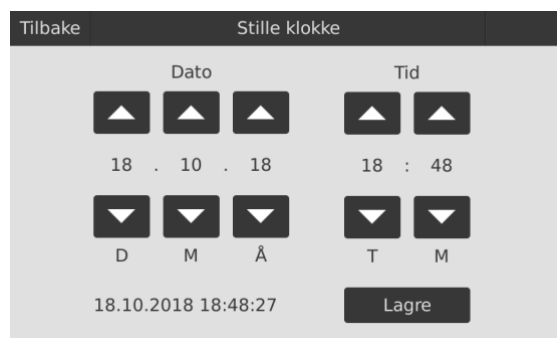 Tilbake Stille klokke
Dato Tid
18 . 10 . 18 18 : 48
D M Å T M
18.10.2018 18:48:27 Lagre